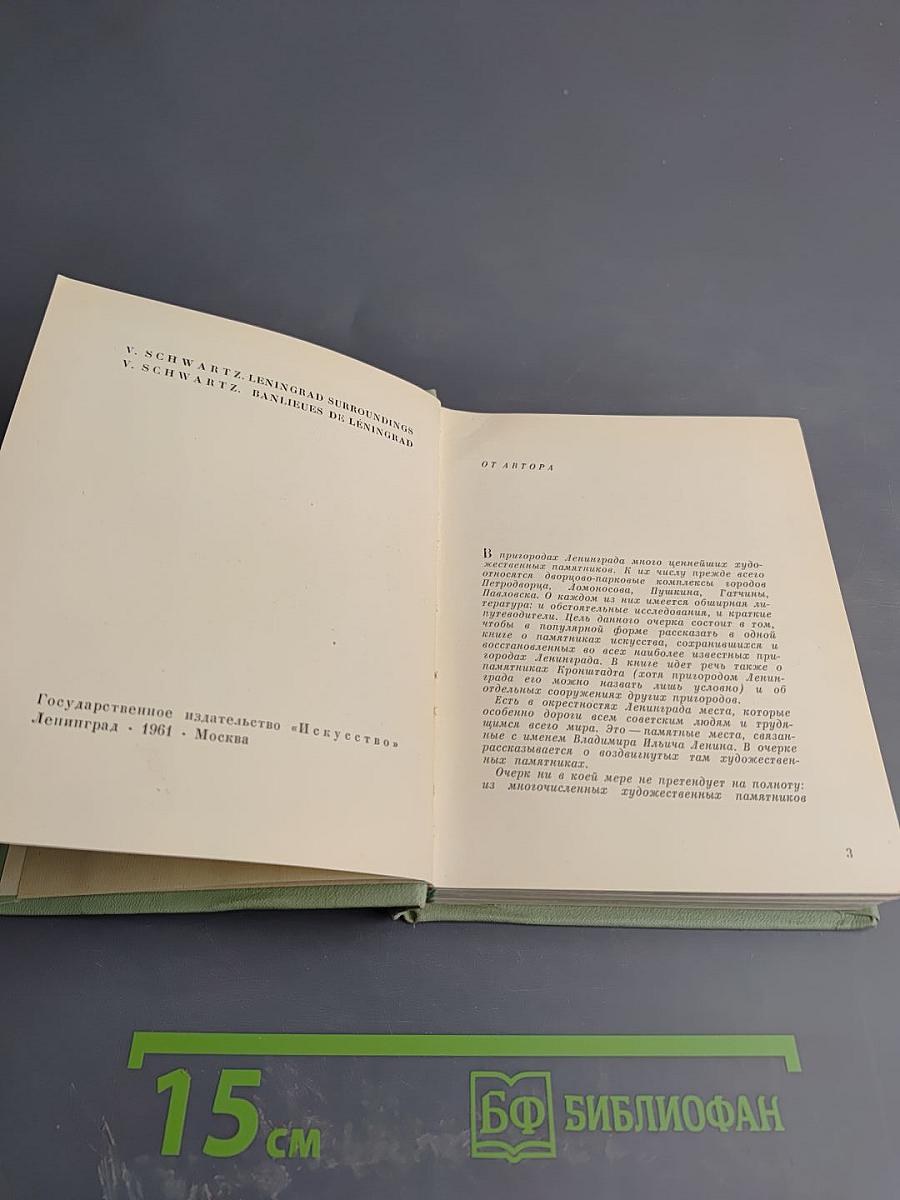 V. SCHWARTZ. LENINGRAD SURROUNDINGS
V. SCHWARTZ. BANLIEUES DE LÉNINGRAD
Государственное издательство «Искусство»
Ленинград • 1961 • Москва
ОТ АВТОРА
В пригородах Ленинграда много ценнейших худо-
жественных памятников. К их числу прежде всего
относятся дворцово-парковые комплексы городов
Петродворца, Ломоносова, Пушкина, Гатчины,
Павловска. О каждом из них имеется обширная ли-
тература: и обстоятельные исследования, и краткие
путеводители. Цель данного очерка состоит в том,
чтобы в популярной форме рассказать в одной
книге о памятниках искусства, сохранившихся и
восстановленных во всех наиболее известных при-
городах Ленинграда. В книге идет речь также о
памятниках Кронштадта (хотя пригородом Ленин-
града его можно назвать лишь условно) и об
отдельных сооружениях других пригородов.
Есть в окрестностях Ленинграда места, которые
особенно дороги всем советским людям и трудя-
щимся всего мира. Это — памятные места, связан-
ные с именем Владимира Ильича Ленина. В очерке
рассказывается о воздвигнутых там художествен-
ных памятниках.
Очерк ни в коей мере не претендует на полноту:
из многочисленных художественных памятников
3
15 см
БФ БИБЛИОФАН